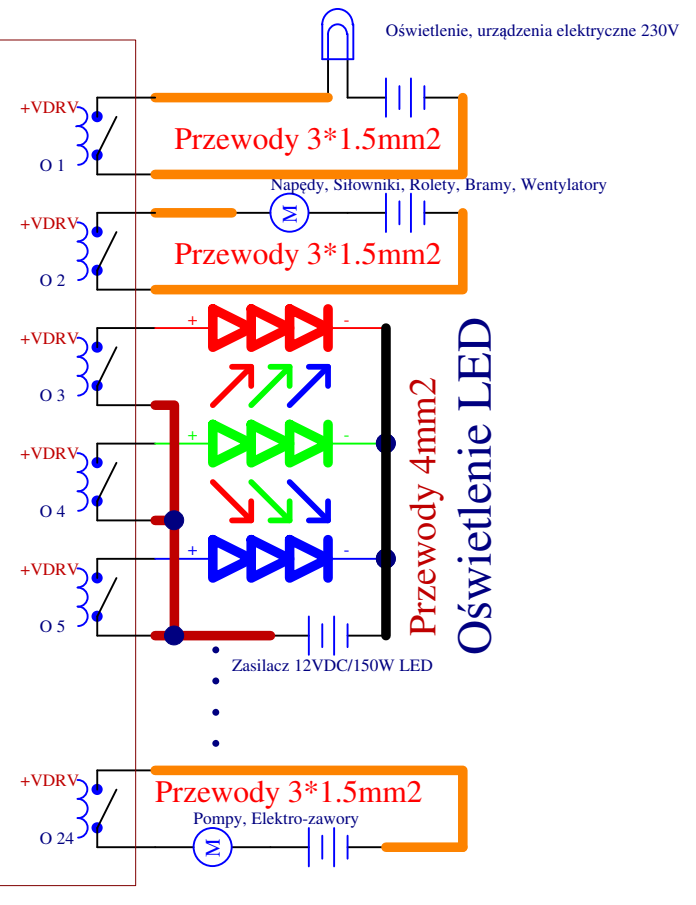 Oświetlenie, urządzenia elektryczne 230V
+VDRV
Przewody 3*1.5mm2
O 1
Napędy, Siłowniki, Rolety, Bramy, Wentylatory
+VDRV
M
Przewody 3*1.5mm2
O 2
+VDRV
+ -
O 3
+VDRV
+ -
O 4
+VDRV
+ -
O 5
Przewody 4mm2
Oświetlenie LED
Zasilacz 12VDC/150W LED
+VDRV
Przewody 3*1.5mm2
Pompy, Elektro-zawory
O 24
M